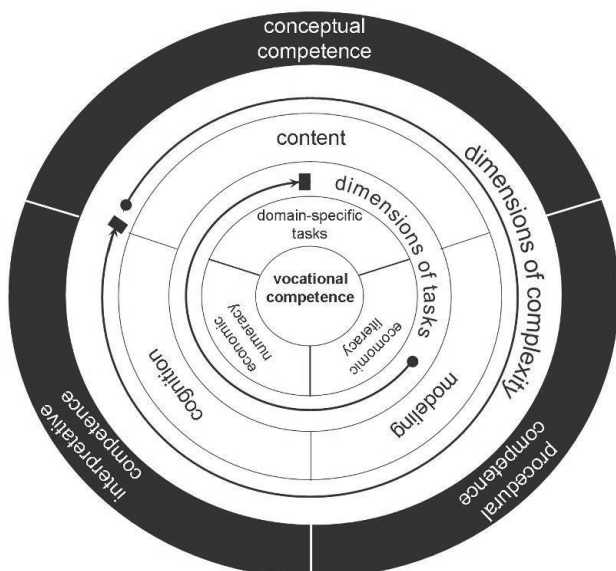 conceptual
competence
content
dimensions of complexity
dimensions of tasks
domain-specific
tasks
vocational
competence
economic
numeracy
ecomomic
literacy
cognition
modeling
interpretative
competence
procedural
competence